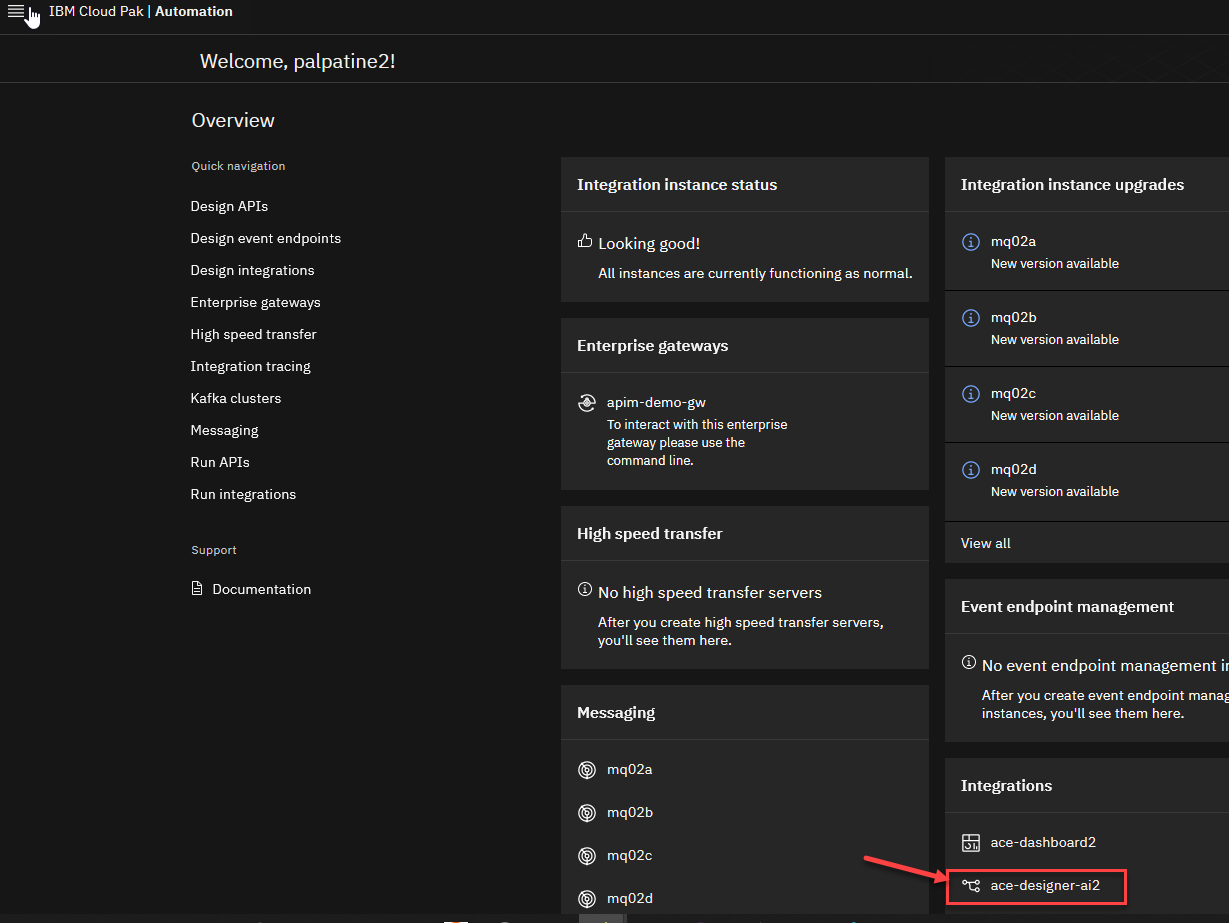 IBM Cloud Pak | Automation
Welcome, palpatine2!
Overview
Quick navigation
Design APIs
Design event endpoints
Design integrations
Enterprise gateways
High speed transfer
Integration tracing
Kafka clusters
Messaging
Run APIs
Run integrations
Support
Documentation
Integration instance status
Looking good!
All instances are currently functioning as normal.
Enterprise gateways
apim-demo-gw
To interact with this enterprise
gateway please use the
command line.
High speed transfer
No high speed transfer servers
After you create high speed transfer servers,
you'll see them here.
Messaging
mq02a
mq02b
mq02c
mq02d
Integration instance upgrades
mq02a
New version available
mq02b
New version available
mq02c
New version available
mq02d
New version available
View all
Event endpoint management
No event endpoint management
After you create event endpoint
instances, you'll see them here.
Integrations
ace-dashboard2
ace-designer-ai2